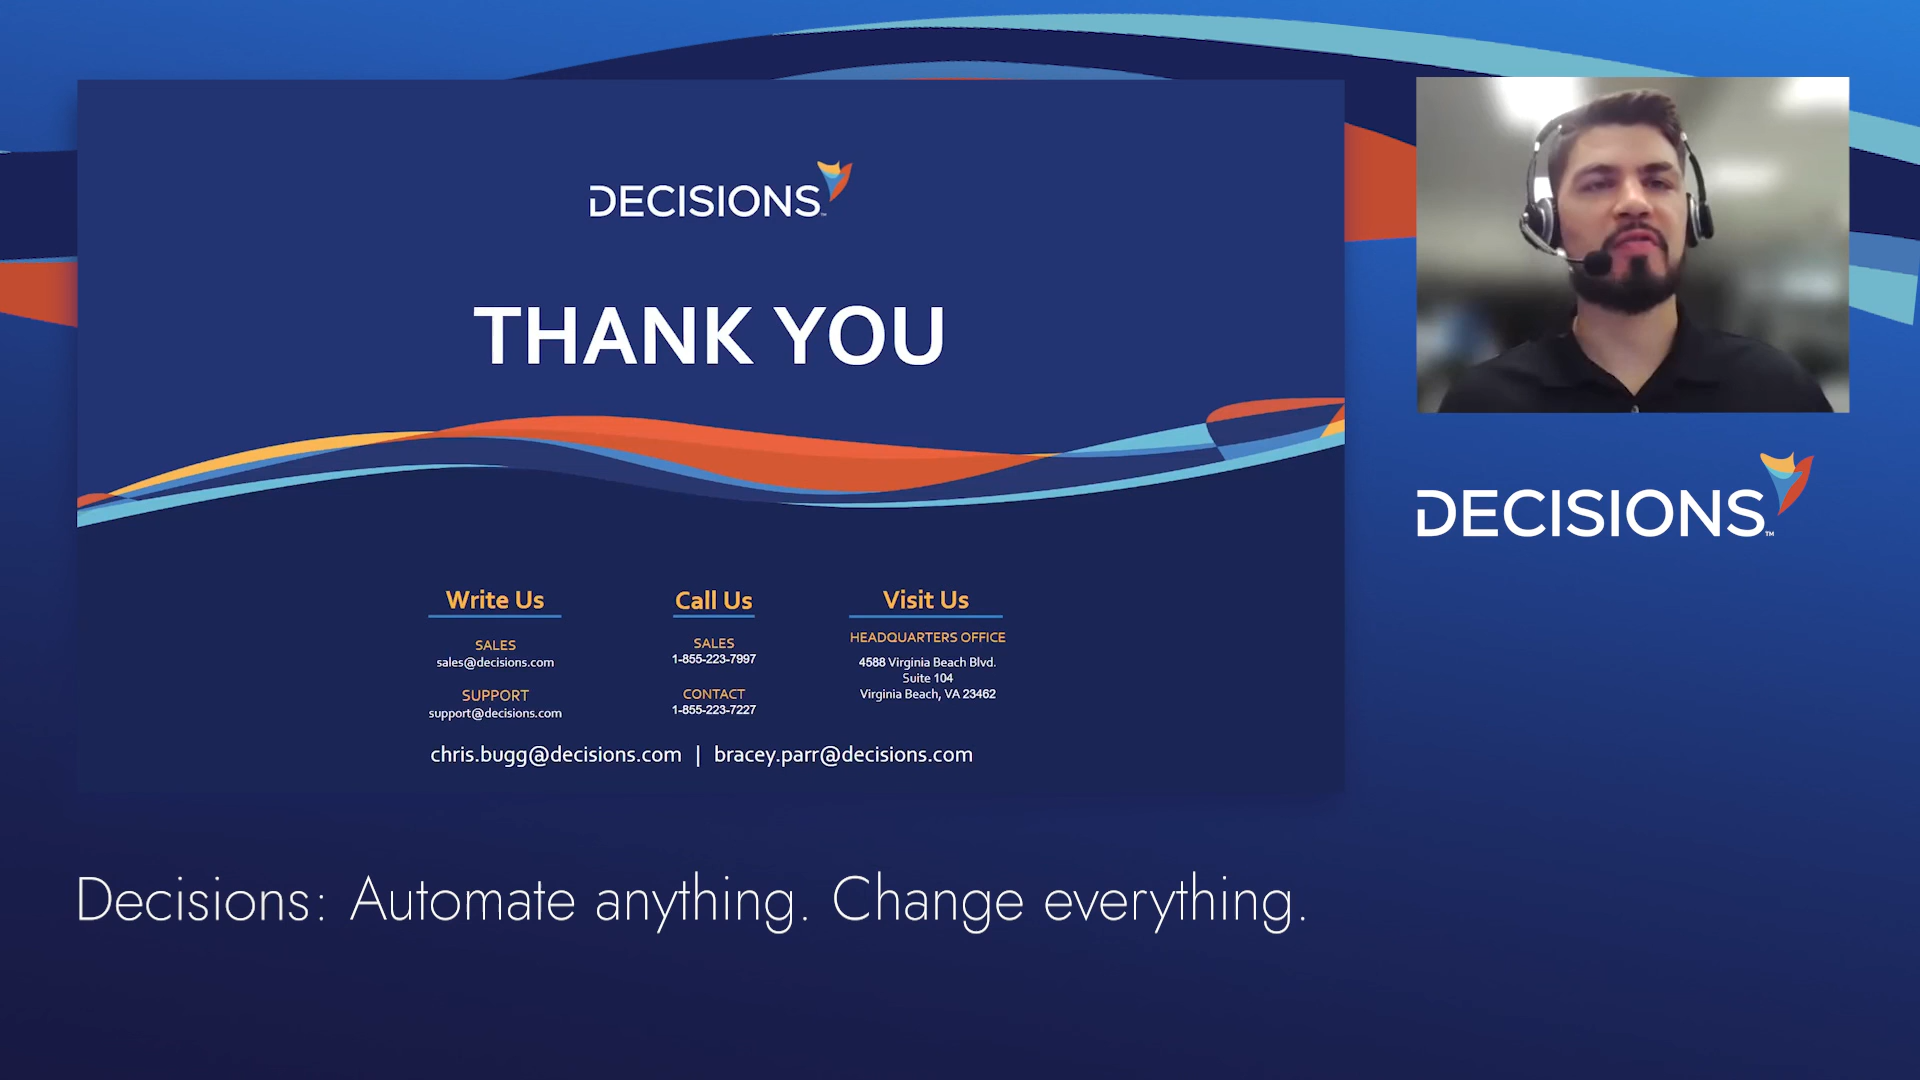 DECISIONS™
THANK YOU
Write Us
SALES
sales@decisions.com
SUPPORT
support@decisions.com
Call Us
SALES
1-855-223-7997
CONTACT
1-855-223-7227
Visit Us
HEADQUARTERS OFFICE
4588 Virginia Beach Blvd.
Suite 104
Virginia Beach, VA 23462
chris.bugg@decisions.com | bracey.parr@decisions.com
DECISIONS™
Decisions: Automate anything. Change everything.